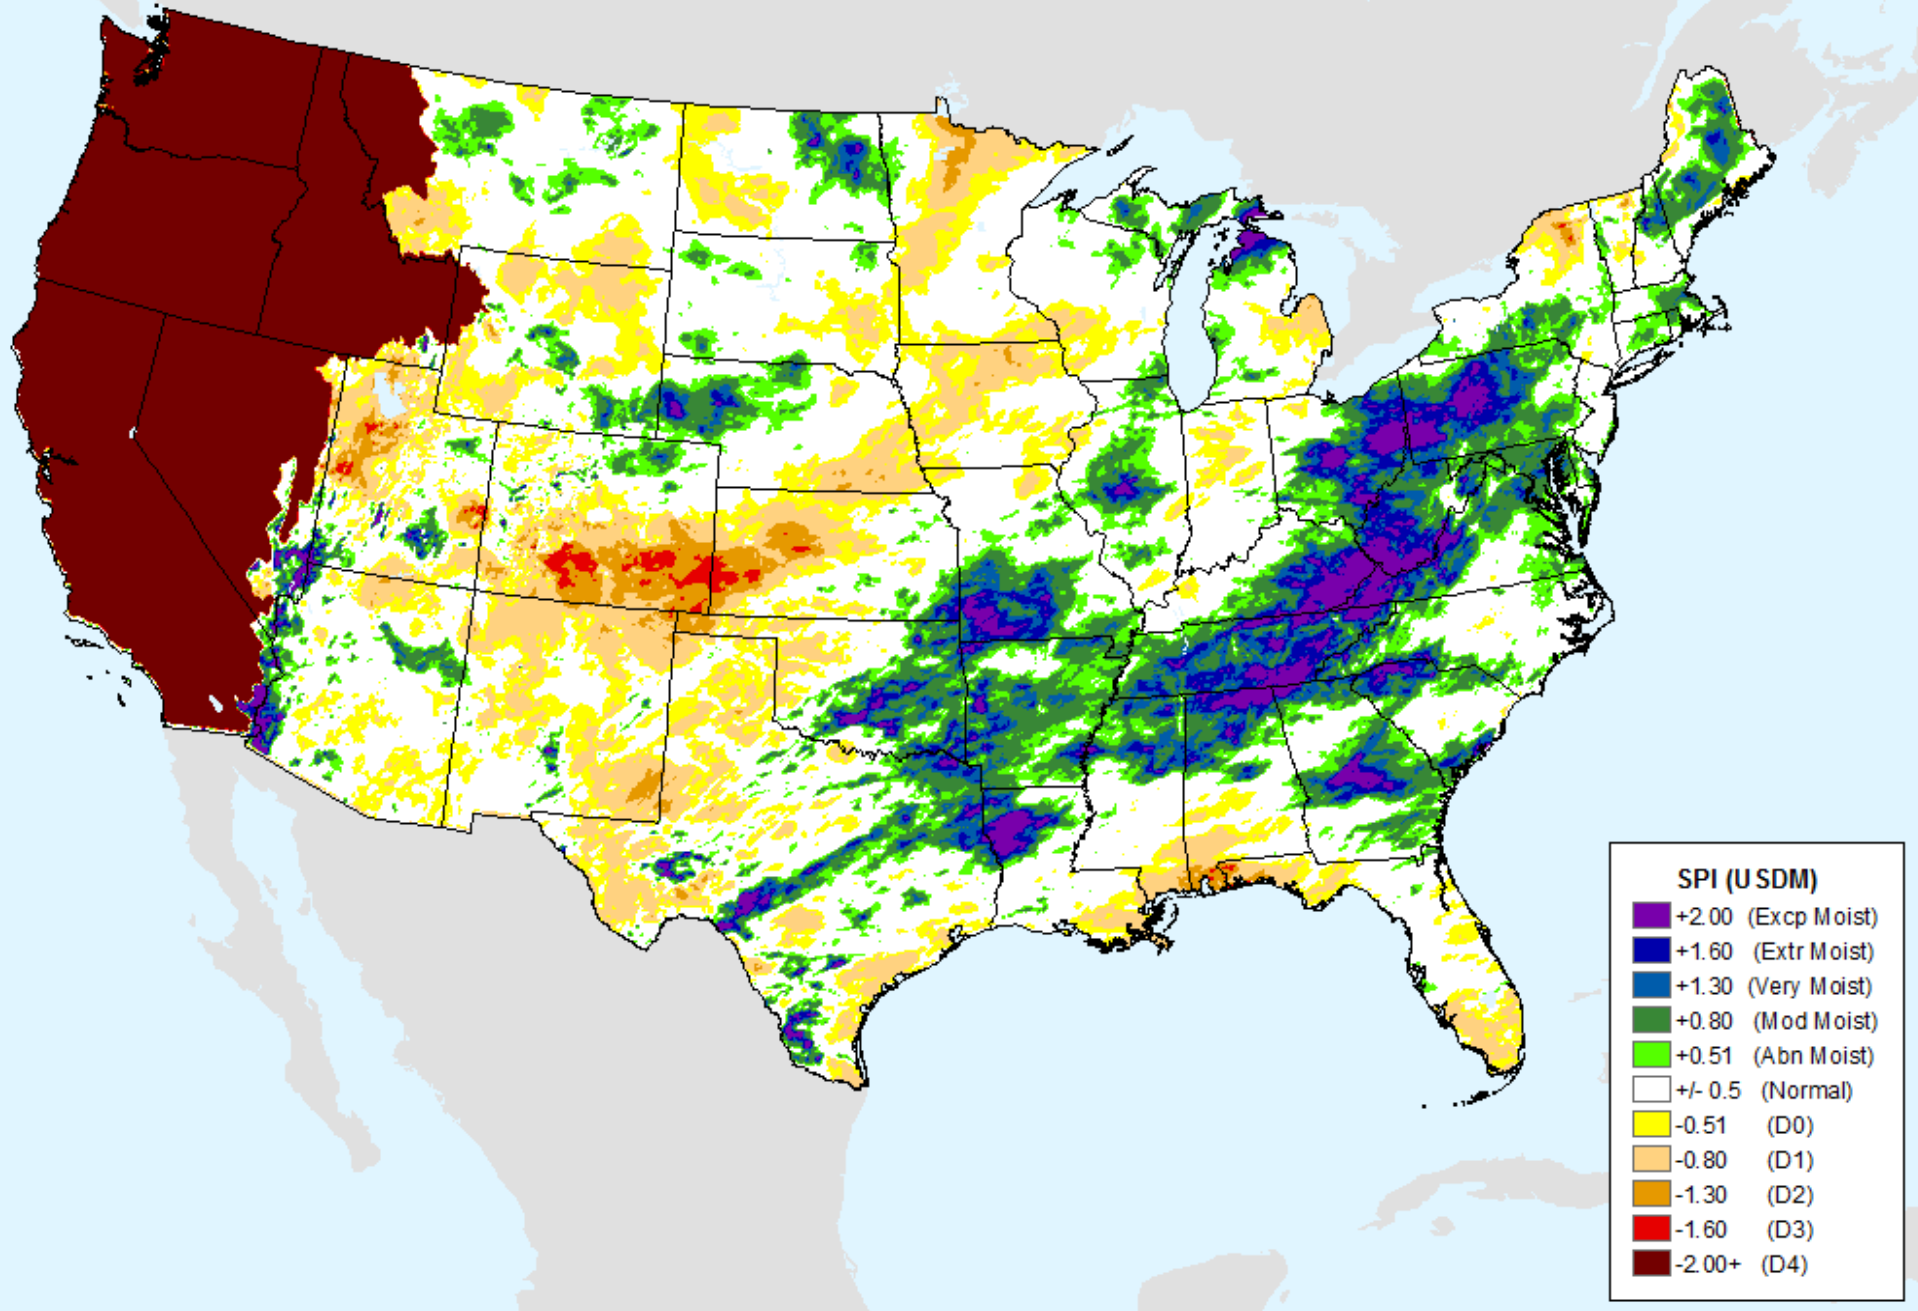 SPI (USDM)
+2.00 (Excp Moist)
+1.60 (Extr Moist)
+1.30 (Very Moist)
+0.80 (Mod Moist)
+0.51 (Abn Moist)
+/- 0.5 (Normal)
-0.51 (D0)
-0.80 (D1)
-1.30 (D2)
-1.60 (D3)
-2.00+ (D4)